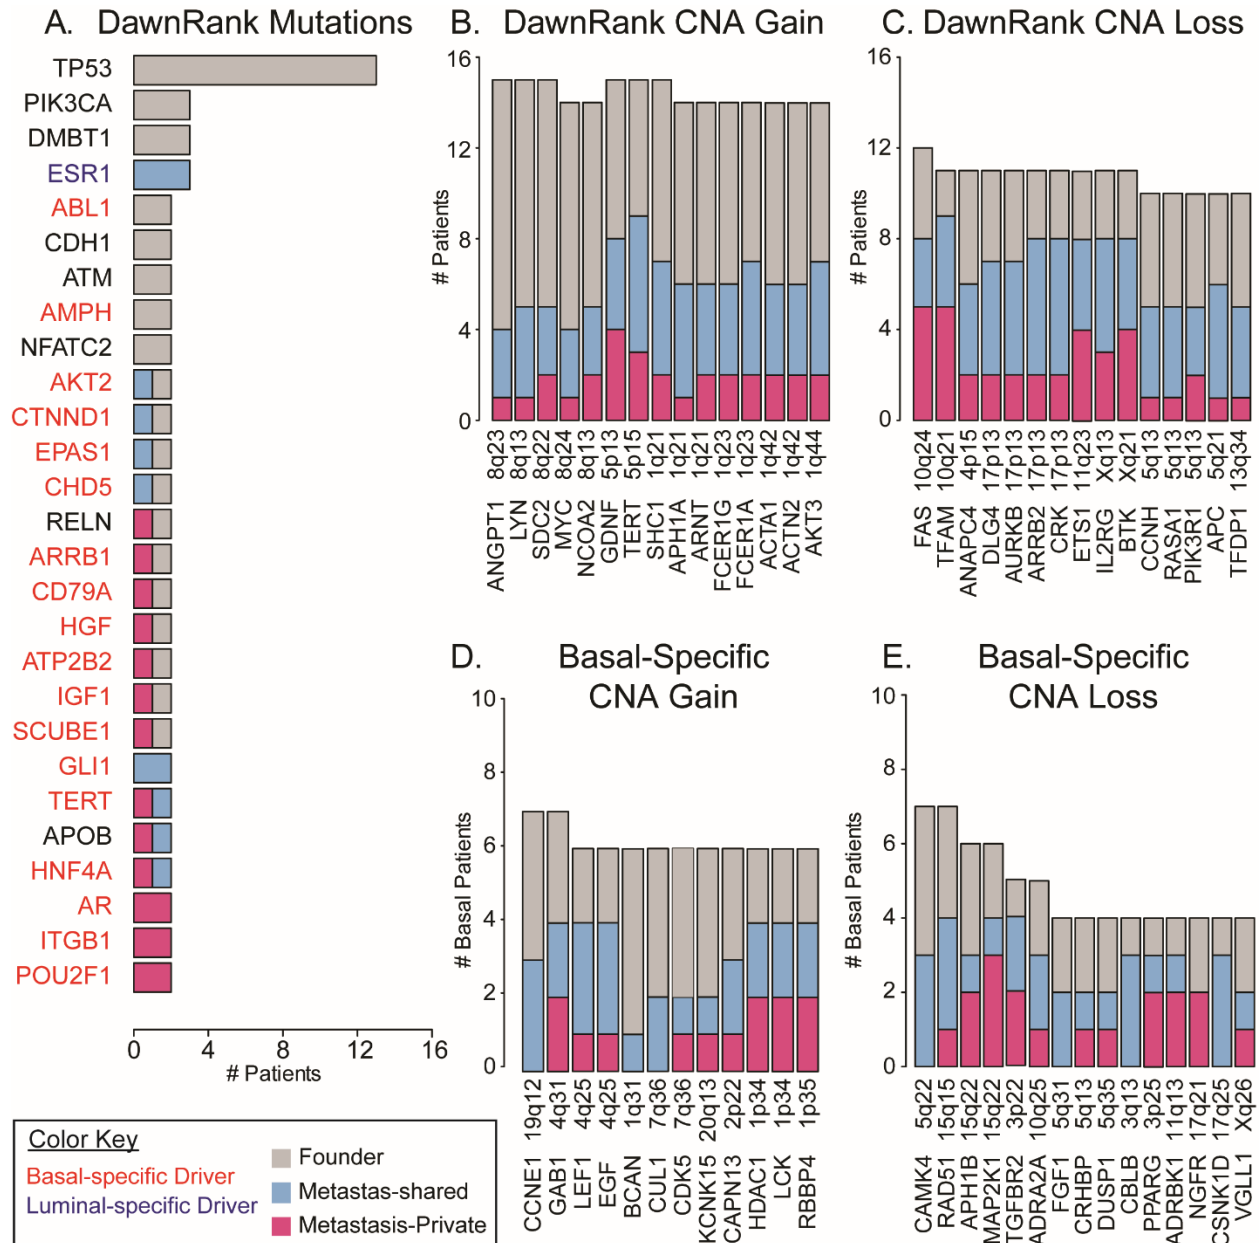 A. DawnRank Mutations
TP53
PIK3CA
DMBT1
ESR1
ABL1
CDH1
ATM
AMPH
NFATC2
AKT2
CTNND1
EPAS1
CHD5
RELN
ARRB1
CD79A
HGF
ATP2B2
IGF1
SCUBE1
GLI1
TERT
APOB
HNF4A
AR
ITGB1
POU2F1
0 4 8 12 16
# Patients
B. DawnRank CNA Gain
16
12
8
4
0
# Patients
8q23 8q13 8q22 8q24 8q13 5p13 5p15 1q21 1q21 1q21 1q23 1q23 1q42 1q42 1q44
ANGPT1 LYN SDC2 MYC NCOA2 GDNF TERT SHC1 APH1A ARNT FCER1G FCER1A ACTA1 ACTN2 AKT3
C. DawnRank CNA Loss
16
12
8
4
0
# Patients
10q24 10q21 4p15 17p13 17p13 17p13 17p13 11q23 Xq13 Xq21 5q13 5q13 5q13 5q21 13q34
FAS TFAM ANAPC4 DLG4 AURKB ARRB2 CRK ETS1 IL2RG BTK CCNH RASA1 PIK3R1 APC TFDP1
D. Basal-Specific
CNA Gain
10
8
6
4
2
0
# Basal Patients
19q12 4q31 4q25 4q25 1q31 7q36 7q36 20q13 2p22 1p34 1p34 1p35
CCNE1 GAB1 LEF1 EGF BCAN CUL1 CDK5 KCNK15 CAPN13 HDAC1 LCK RBBP4
E. Basal-Specific
CNA Loss
10
8
6
4
2
0
# Basal Patients
5q22 15q15 15q22 15q22 3p22 10q25 5q31 5q13 5q35 3q13 3p25 11q13 17q21 17q25 Xq26
CAMK4 RAD51 APH1B MAP2K1 TGFBR2 ADRA2A FGF1 CRHBP DUSP1 CBLB PPARG ADRBK1 NGFR CSNK1D VGLL1
Color Key
Basal-specific Driver
Luminal-specific Driver
Founder
Metastas-shared
Metastasis-Private